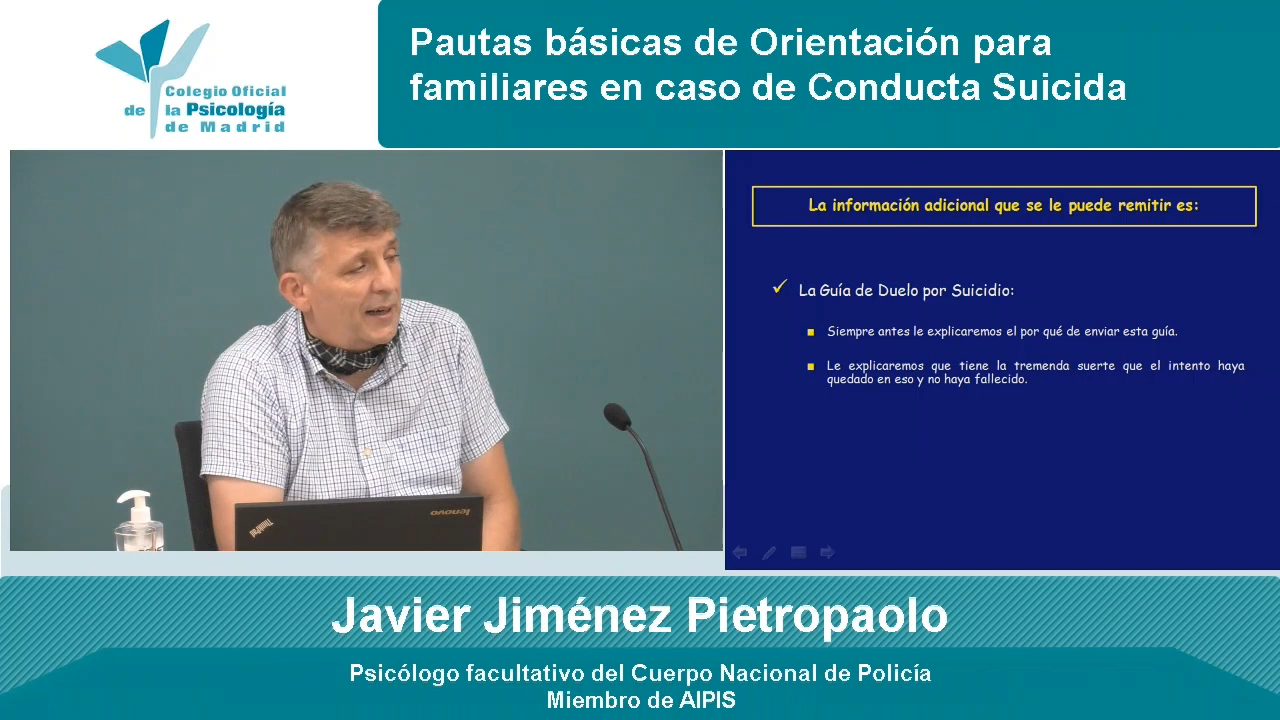 Colegio Oficial
de la Psicología
de Madrid
Pautas básicas de Orientación para
familiares en caso de Conducta Suicida
La información adicional que se le puede remitir es:
La Guía de Duelo por Suicidio:
Siempre antes le explicaremos el por qué de enviar esta guía.
Le explicaremos que tiene la tremenda suerte que el intento haya
quedado en eso y no haya fallecido.
ThinkPad
lenovo
Javier Jiménez Pietropaolo
Psicólogo facultativo del Cuerpo Nacional de Policía
Miembro de AIPIS